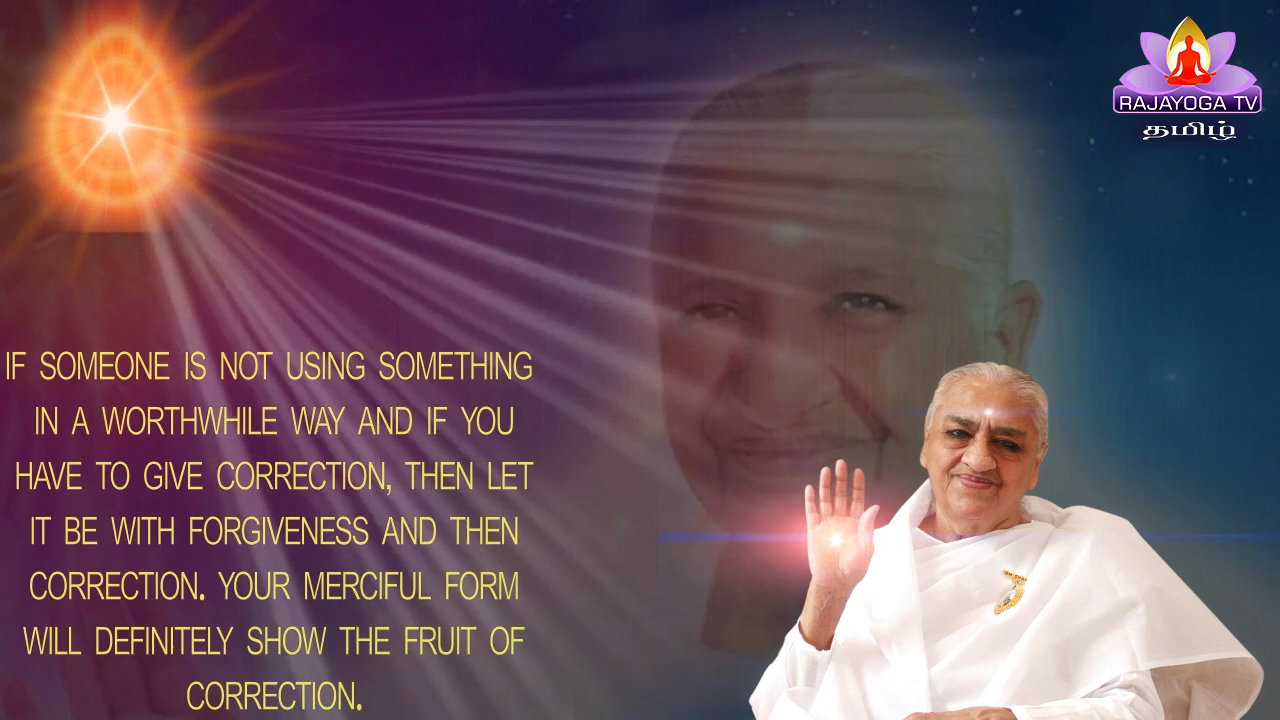 RAJAYOGA TV
தமிழ்
IF SOMEONE IS NOT USING SOMETHING
IN A WORTHWHILE WAY AND IF YOU
HAVE TO GIVE CORRECTION, THEN LET
IT BE WITH FORGIVENESS AND THEN
CORRECTION. YOUR MERCIFUL FORM
WILL DEFINITELY SHOW THE FRUIT OF
CORRECTION.